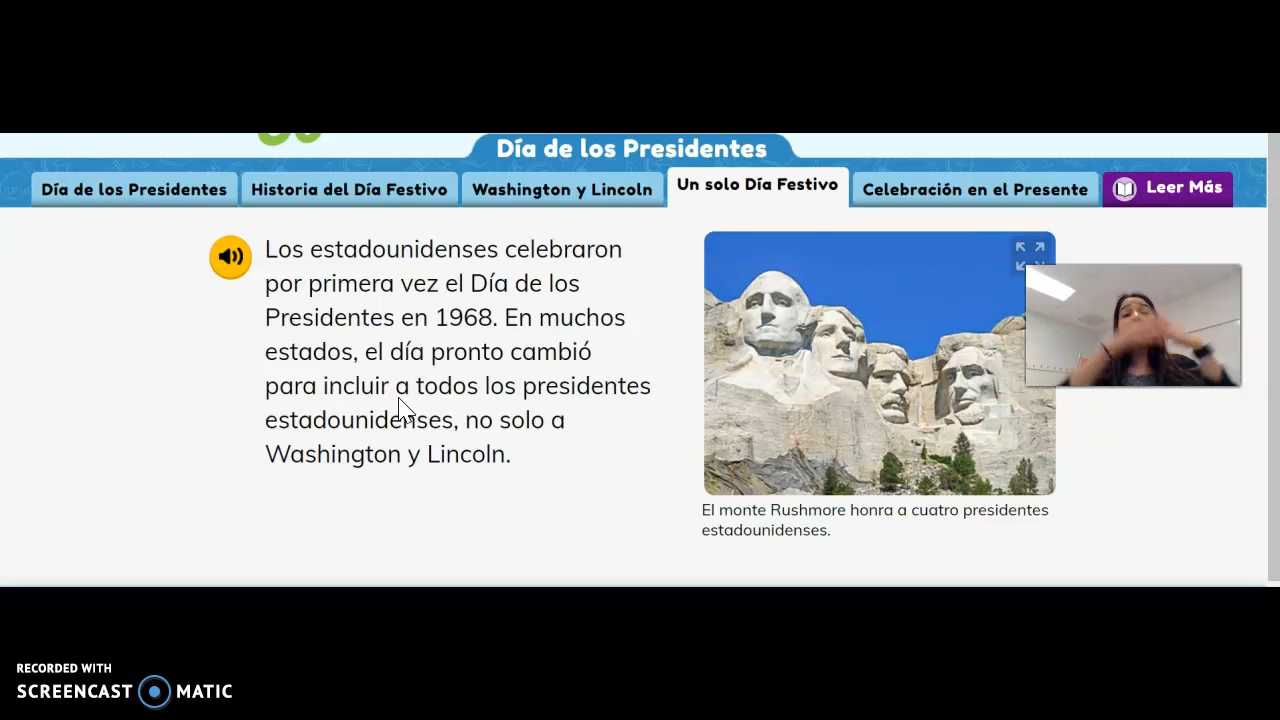 Día de los Presidentes
Día de los Presidentes
Historia del Día Festivo
Washington y Lincoln
Un solo Día Festivo
Celebración en el Presente
Leer Más
Los estadounidenses celebraron
por primera vez el Día de los
Presidentes en 1968. En muchos
estados, el día pronto cambió
para incluir a todos los presidentes
estadounidenses, no solo a
Washington y Lincoln.
El monte Rushmore honra a cuatro presidentes
estadounidenses.
RECORDED WITH
SCREENCAST MATIC